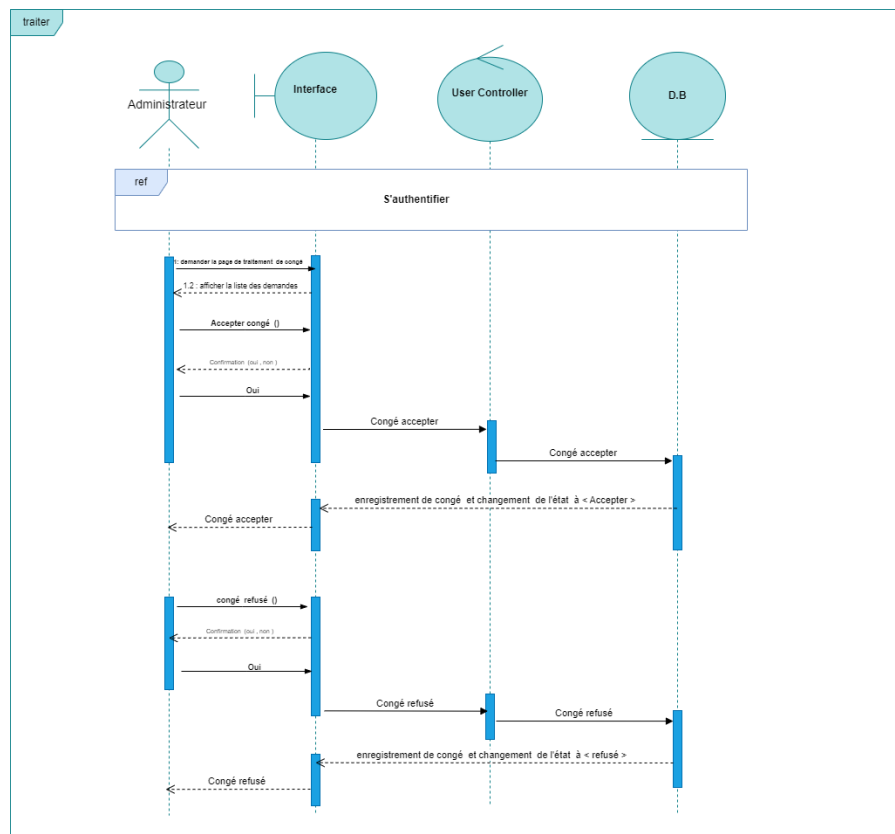 traiter
Administrateur
Interface
User Controller
D.B
ref
S'authentifier
1: demander la page de traitement de congé
1.2 : afficher la liste des demandes
Accepter congé ()
Confirmation (oui , non )
Oui
Congé accepter
Congé accepter
enregistrement de congé et changement de l'état à < Accepter >
Congé accepter
congé refusé ()
Confirmation (oui , non )
Oui
Congé refusé
Congé refusé
enregistrement de congé et changement de l'état à < refusé >
Congé refusé